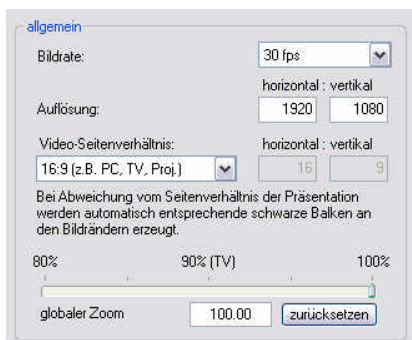 allgemein
Bildrate: 30 fps
horizontal : vertikal
Auflösung: 1920 1080
Video-Seitenverhältnis: horizontal : vertikal
16:9 (z.B. PC, TV, Proj.) 16 9
Bei Abweichung vom Seitenverhältnis der Präsentation
werden automatisch entsprechende schwarze Balken an
den Bildrändern erzeugt.
80% 90% (TV) 100%
globaler Zoom 100.00 zurücksetzen